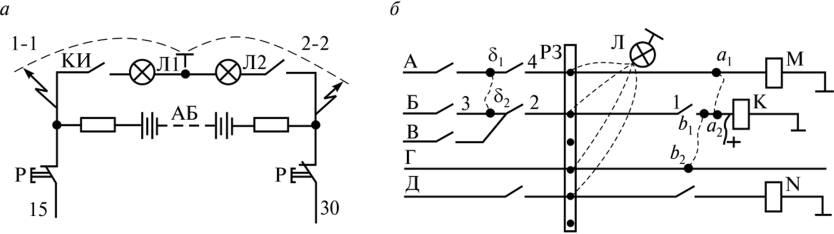 а
1-1
2-2
КИ
Л1
Л2
АБ
Р
Р
15
30
б
РЗ
Л
А
δ1
4
a1
М
Б
3
δ2
2
1
b1
a2
К
+
В
Г
b2
Д
N